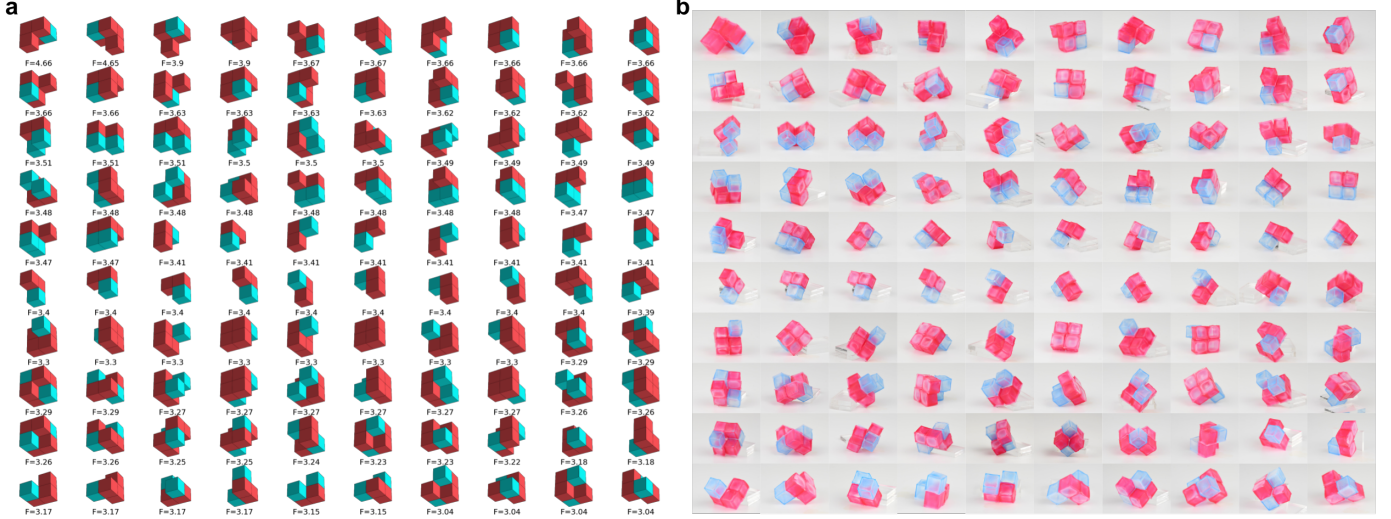 a b
F=4.66 F=4.65 F=3.9 F=3.9 F=3.67 F=3.67 F=3.66 F=3.66 F=3.66 F=3.66
F=3.66 F=3.66 F=3.63 F=3.63 F=3.63 F=3.63 F=3.62 F=3.62 F=3.62 F=3.62
F=3.51 F=3.51 F=3.51 F=3.5 F=3.5 F=3.5 F=3.49 F=3.49 F=3.49 F=3.49
F=3.48 F=3.48 F=3.48 F=3.48 F=3.48 F=3.48 F=3.48 F=3.48 F=3.47 F=3.47
F=3.47 F=3.47 F=3.41 F=3.41 F=3.41 F=3.41 F=3.41 F=3.41 F=3.41 F=3.41
F=3.4 F=3.4 F=3.4 F=3.4 F=3.4 F=3.4 F=3.4 F=3.4 F=3.4 F=3.39
F=3.3 F=3.3 F=3.3 F=3.3 F=3.3 F=3.3 F=3.3 F=3.3 F=3.29 F=3.29
F=3.29 F=3.29 F=3.27 F=3.27 F=3.27 F=3.27 F=3.27 F=3.27 F=3.26 F=3.26
F=3.26 F=3.26 F=3.25 F=3.25 F=3.24 F=3.23 F=3.23 F=3.22 F=3.18 F=3.18
F=3.17 F=3.17 F=3.17 F=3.17 F=3.15 F=3.15 F=3.04 F=3.04 F=3.04 F=3.04